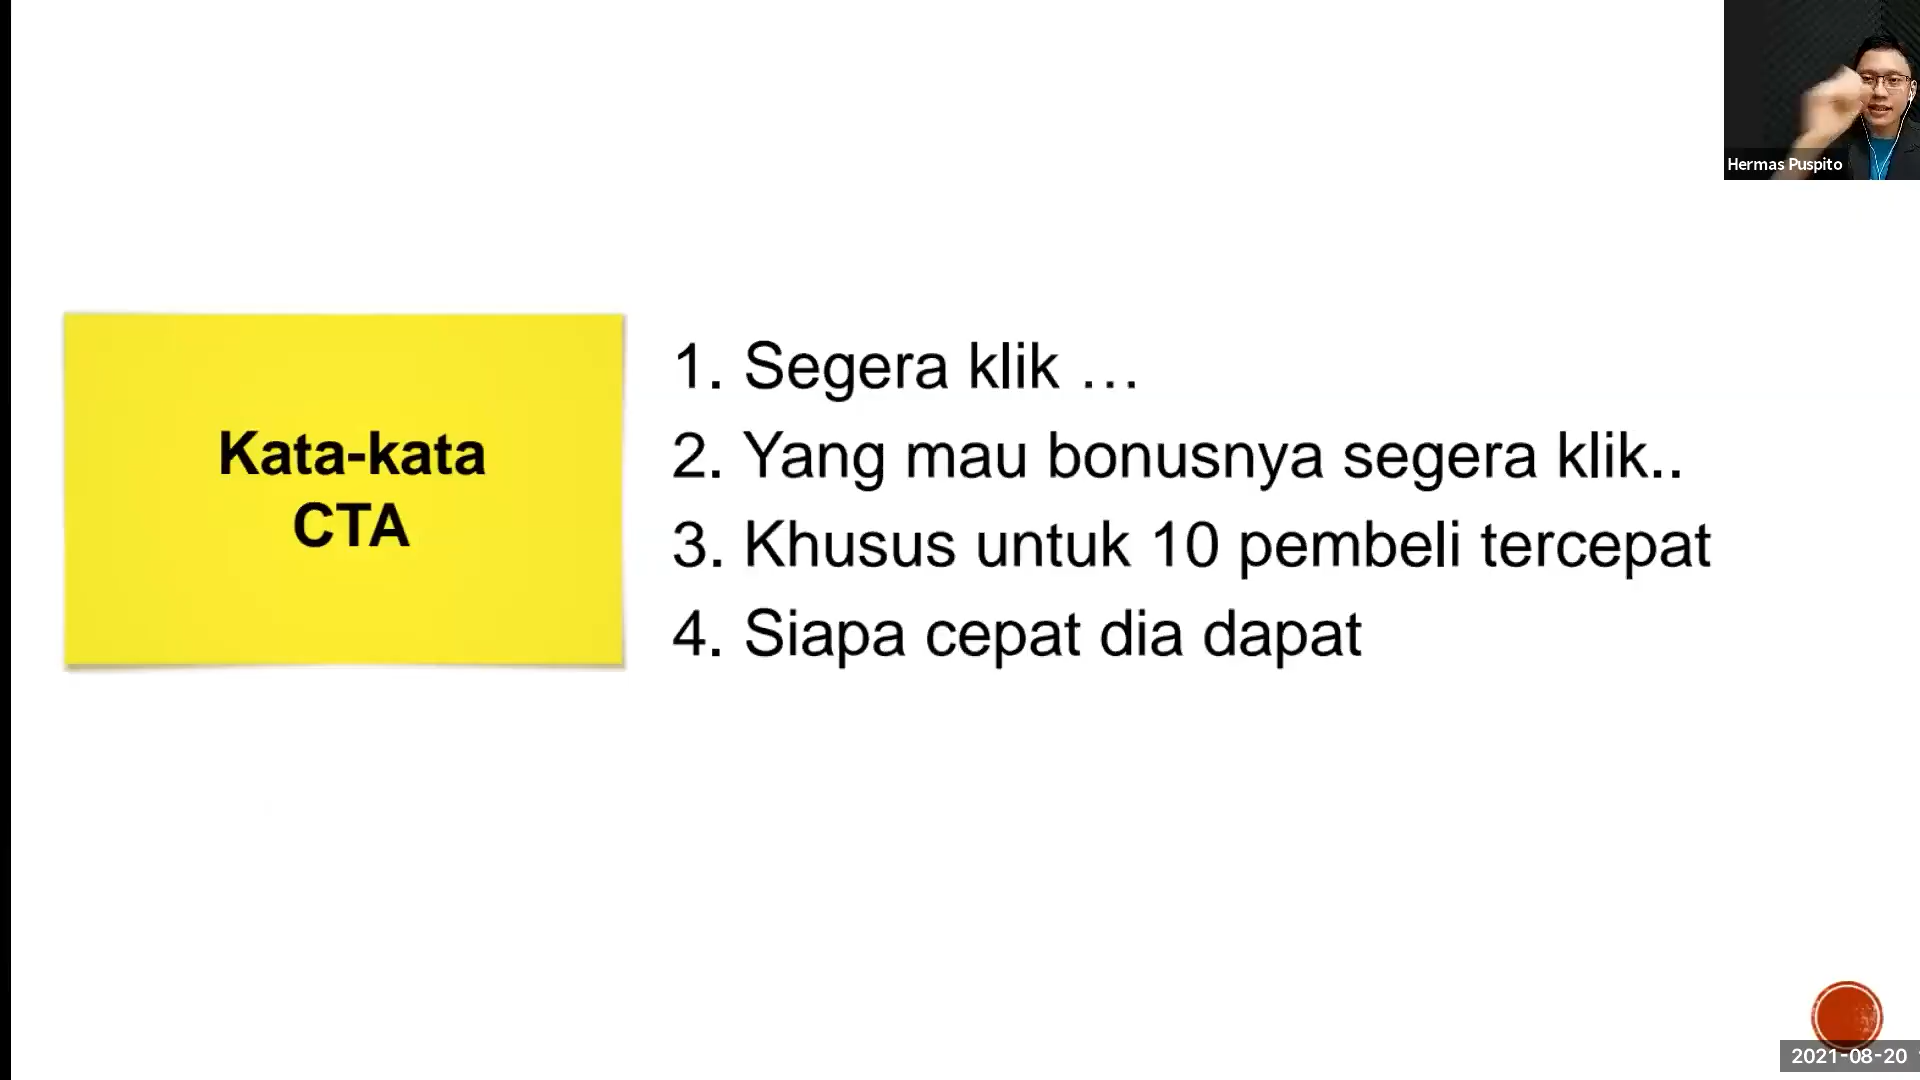 Hermas Puspito
Kata-kata
CTA
1. Segera klik …
2. Yang mau bonusnya segera klik..
3. Khusus untuk 10 pembeli tercepat
4. Siapa cepat dia dapat
2021-08-20